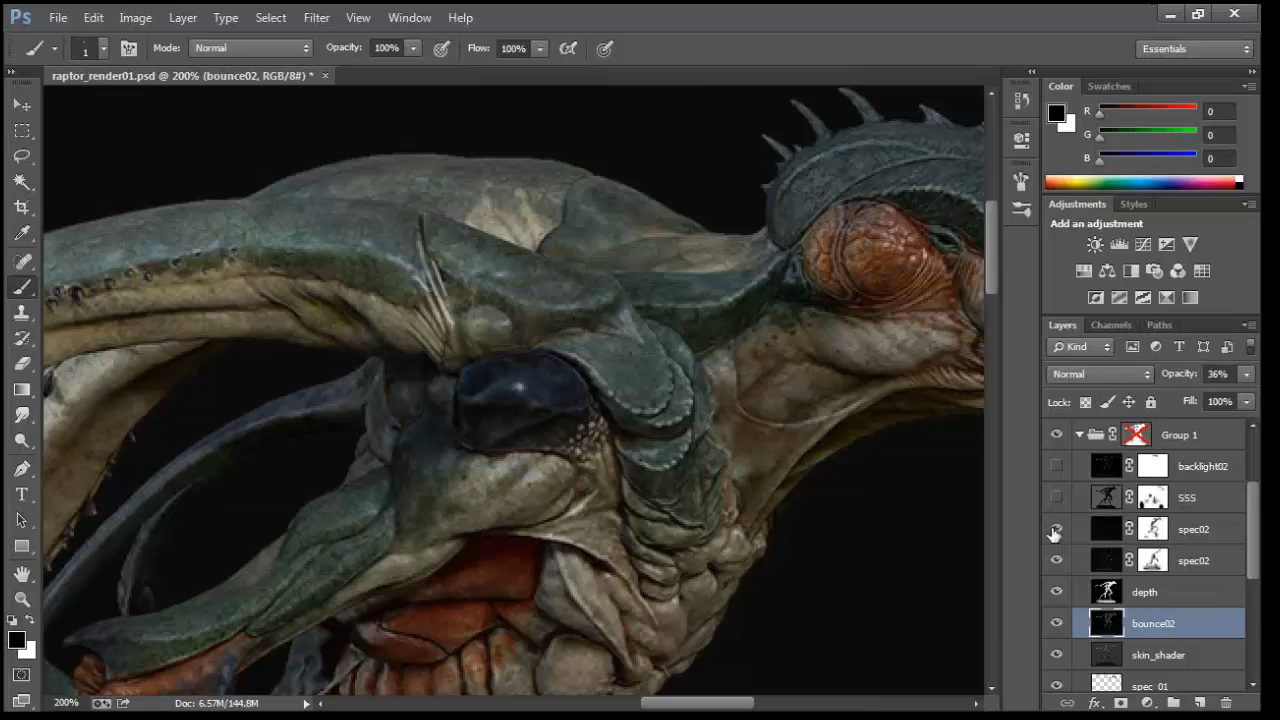 Ps File Edit Image Layer Type Select Filter View Window Help
1 Mode: Normal Opacity: 100% Flow: 100% Essentials
raptor_render01.psd @ 200% (bounce02, RGB/8#) *
Color Swatches
R 0
G 0
B 0
Adjustments Styles
Add an adjustment
Layers Channels Paths
Kind
Normal Opacity: 36%
Lock: Fill: 100%
Group 1
backlight02
SSS
spec02
spec02
depth
bounce02
skin_shader
spec_01
200% Doc: 6.57M/144.8M